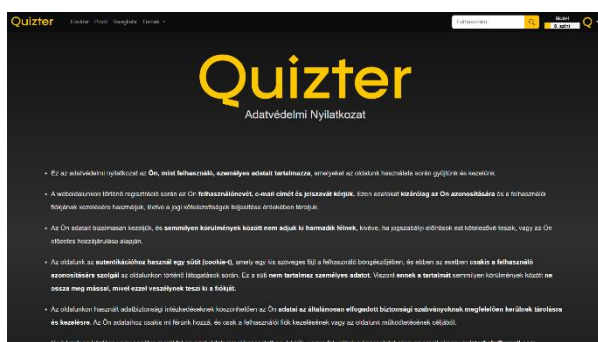 Quizter Főoldal Profil Ranglista Témák
Felhasználó
8. szint
Quizter
Adatvédelmi Nyilatkozat
Ez az adatvédelmi nyilatkozat az Ön, mint felhasználó, személyes adatait tartalmazza, amelyeket az oldalunk használata során gyűjtünk és kezelünk.
A weboldalunkon történő regisztráció során az Ön felhasználónevét, e-mail címét és jelszavát kérjük. Ezen adatokat kizárólag az Ön azonosítására és a felhasználói
fiókjának kezelésére használjuk, illetve a jogi kötelezettségek teljesítése érdekében tároljuk.
Az Ön adatait bizalmasan kezeljük, és semmilyen körülmények között nem adjuk ki harmadik félnek, kivéve, ha jogszabályi előírások ezt kötelezővé teszik, vagy az Ön
előzetes hozzájárulása alapján.
Az oldalunk az autentikációhoz használ egy sütit (cookie-t), amely egy kis szöveges fájl a felhasználó böngészőjében, és ebben az esetben csakis a felhasználó
azonosítására szolgál az oldalunkon történő látogatások során. Ez a süti nem tartalmaz személyes adatot. Viszont ennek a tartalmát semmilyen körülmények között ne
ossza meg mással, mivel ezzel veszélynek teszi ki a fiókját.
Az oldalunkon használt adatbiztonsági intézkedéseknek köszönhetően az Ön adatai az általánosan elfogadott biztonsági szabványoknak megfelelően kerülnek tárolásra
és kezelésre. Az Ön adataihoz csakis mi férünk hozzá, és csak a felhasználói fiók kezelésének vagy az oldalunk működtetésének céljából.